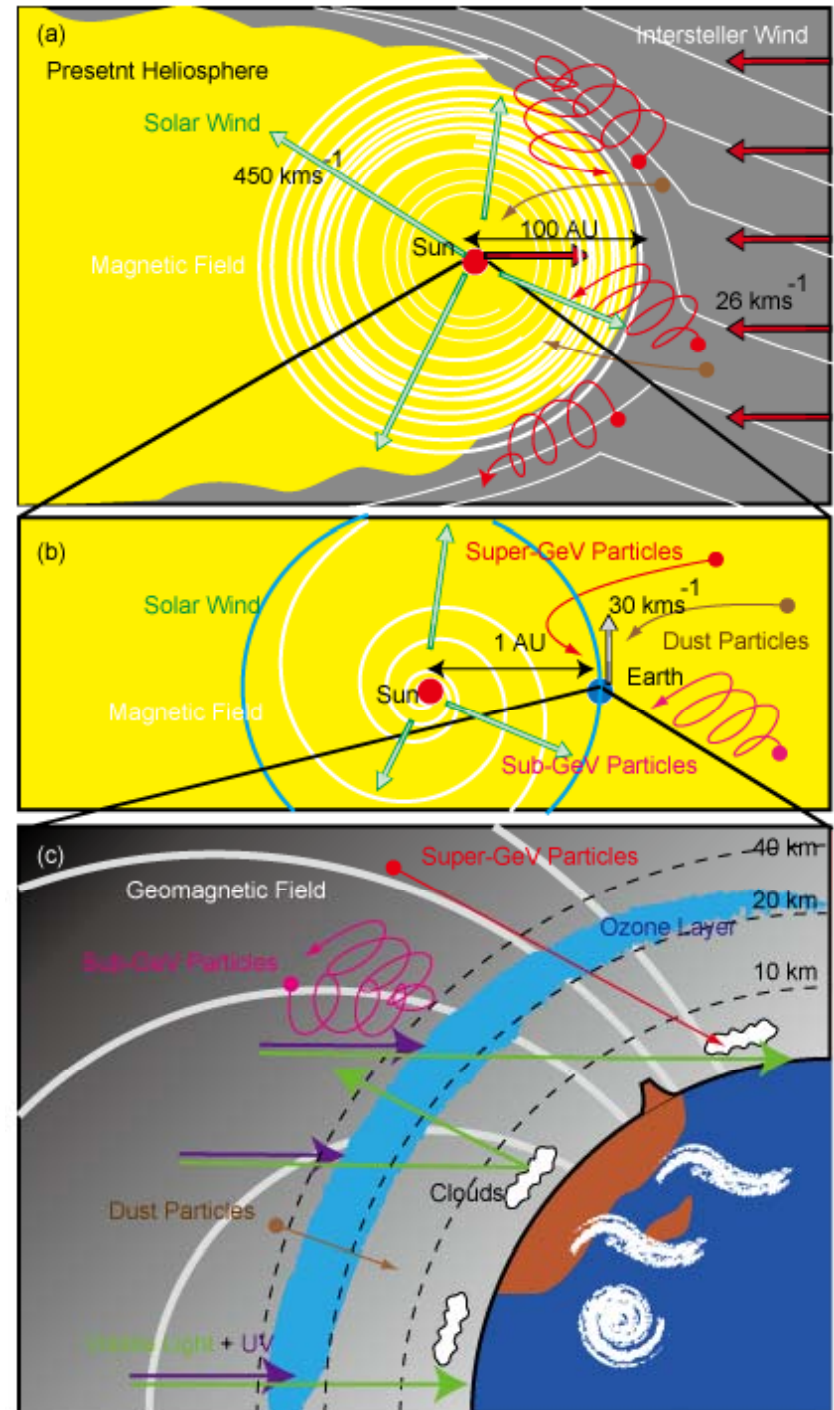 (a)
Intersteller Wind
Presetnt Heliosphere
Solar Wind
450 kms-1
100 AU
Sun
Magnetic Field
26 kms-1
(b)
Super-GeV Particles
Solar Wind
30 kms-1
1 AU
Dust Particles
Sun
Earth
Magnetic Field
Sub-GeV Particles
(c)
Super-GeV Particles
40 km
Geomagnetic Field
20 km
Ozone Layer
Sub-GeV Particles
10 km
Clouds
Dust Particles
Visible Light + UV